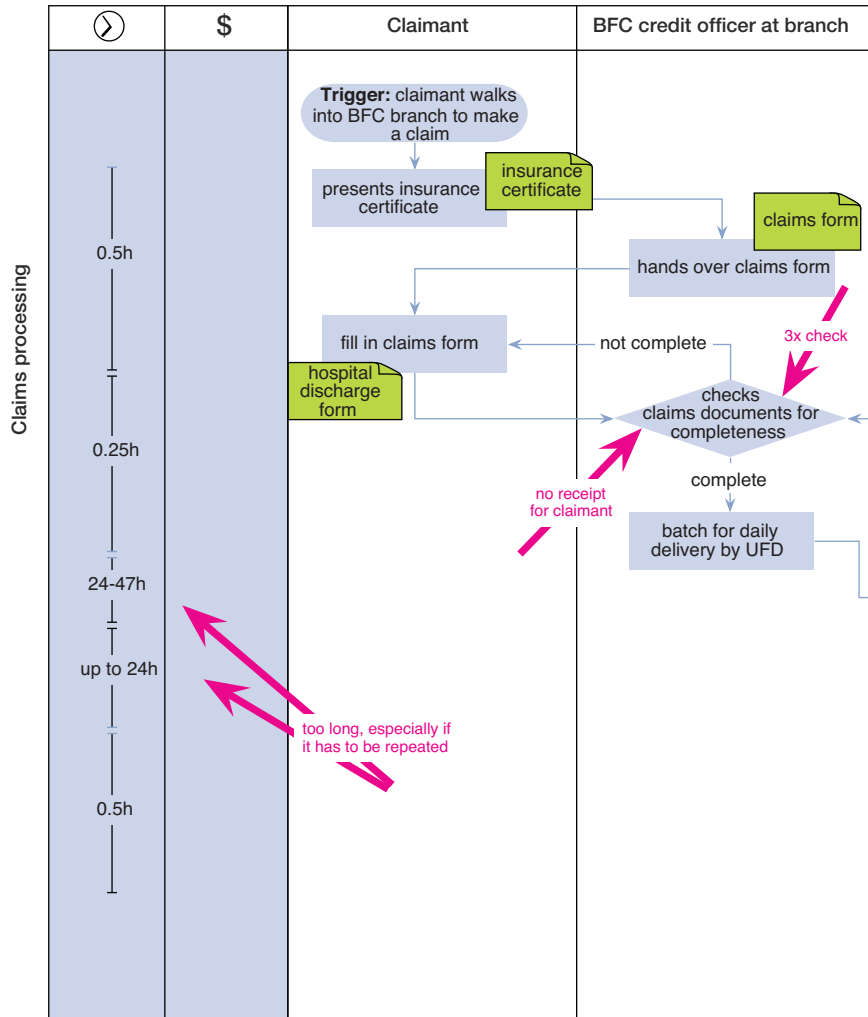 $
Claimant
BFC credit officer at branch
Claims processing
Trigger: claimant walks
into BFC branch to make
a claim
presents insurance
certificate
insurance
certificate
claims form
hands over claims form
0.5h
fill in claims form
not complete
3x check
hospital
discharge
form
checks
claims documents for
completeness
0.25h
complete
no receipt
for claimant
batch for daily
delivery by UFD
24-47h
up to 24h
too long, especially if
it has to be repeated
0.5h